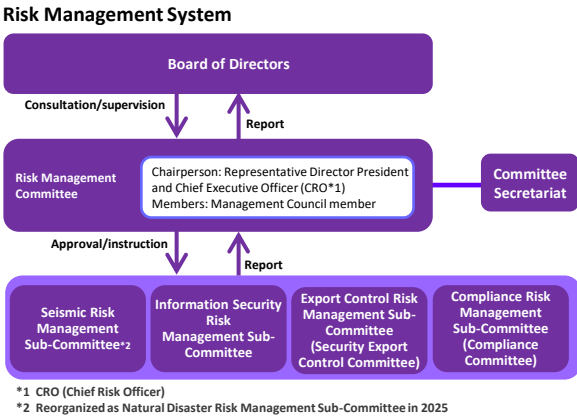 Risk Management System
Board of Directors
Consultation/supervision
Report
Risk Management
Committee
Chairperson: Representative Director President
and Chief Executive Officer (CRO*1)
Members: Management Council member
Committee
Secretariat
Approval/instruction
Report
Seismic Risk
Management
Sub-Committee*2
Information Security
Risk
Management Sub-
Committee
Export Control Risk
Management Sub-
Committee
(Security Export
Control Committee)
Compliance Risk
Management
Sub-Committee
(Compliance
Committee)
*1 CRO (Chief Risk Officer)
*2 Reorganized as Natural Disaster Risk Management Sub-Committee in 2025